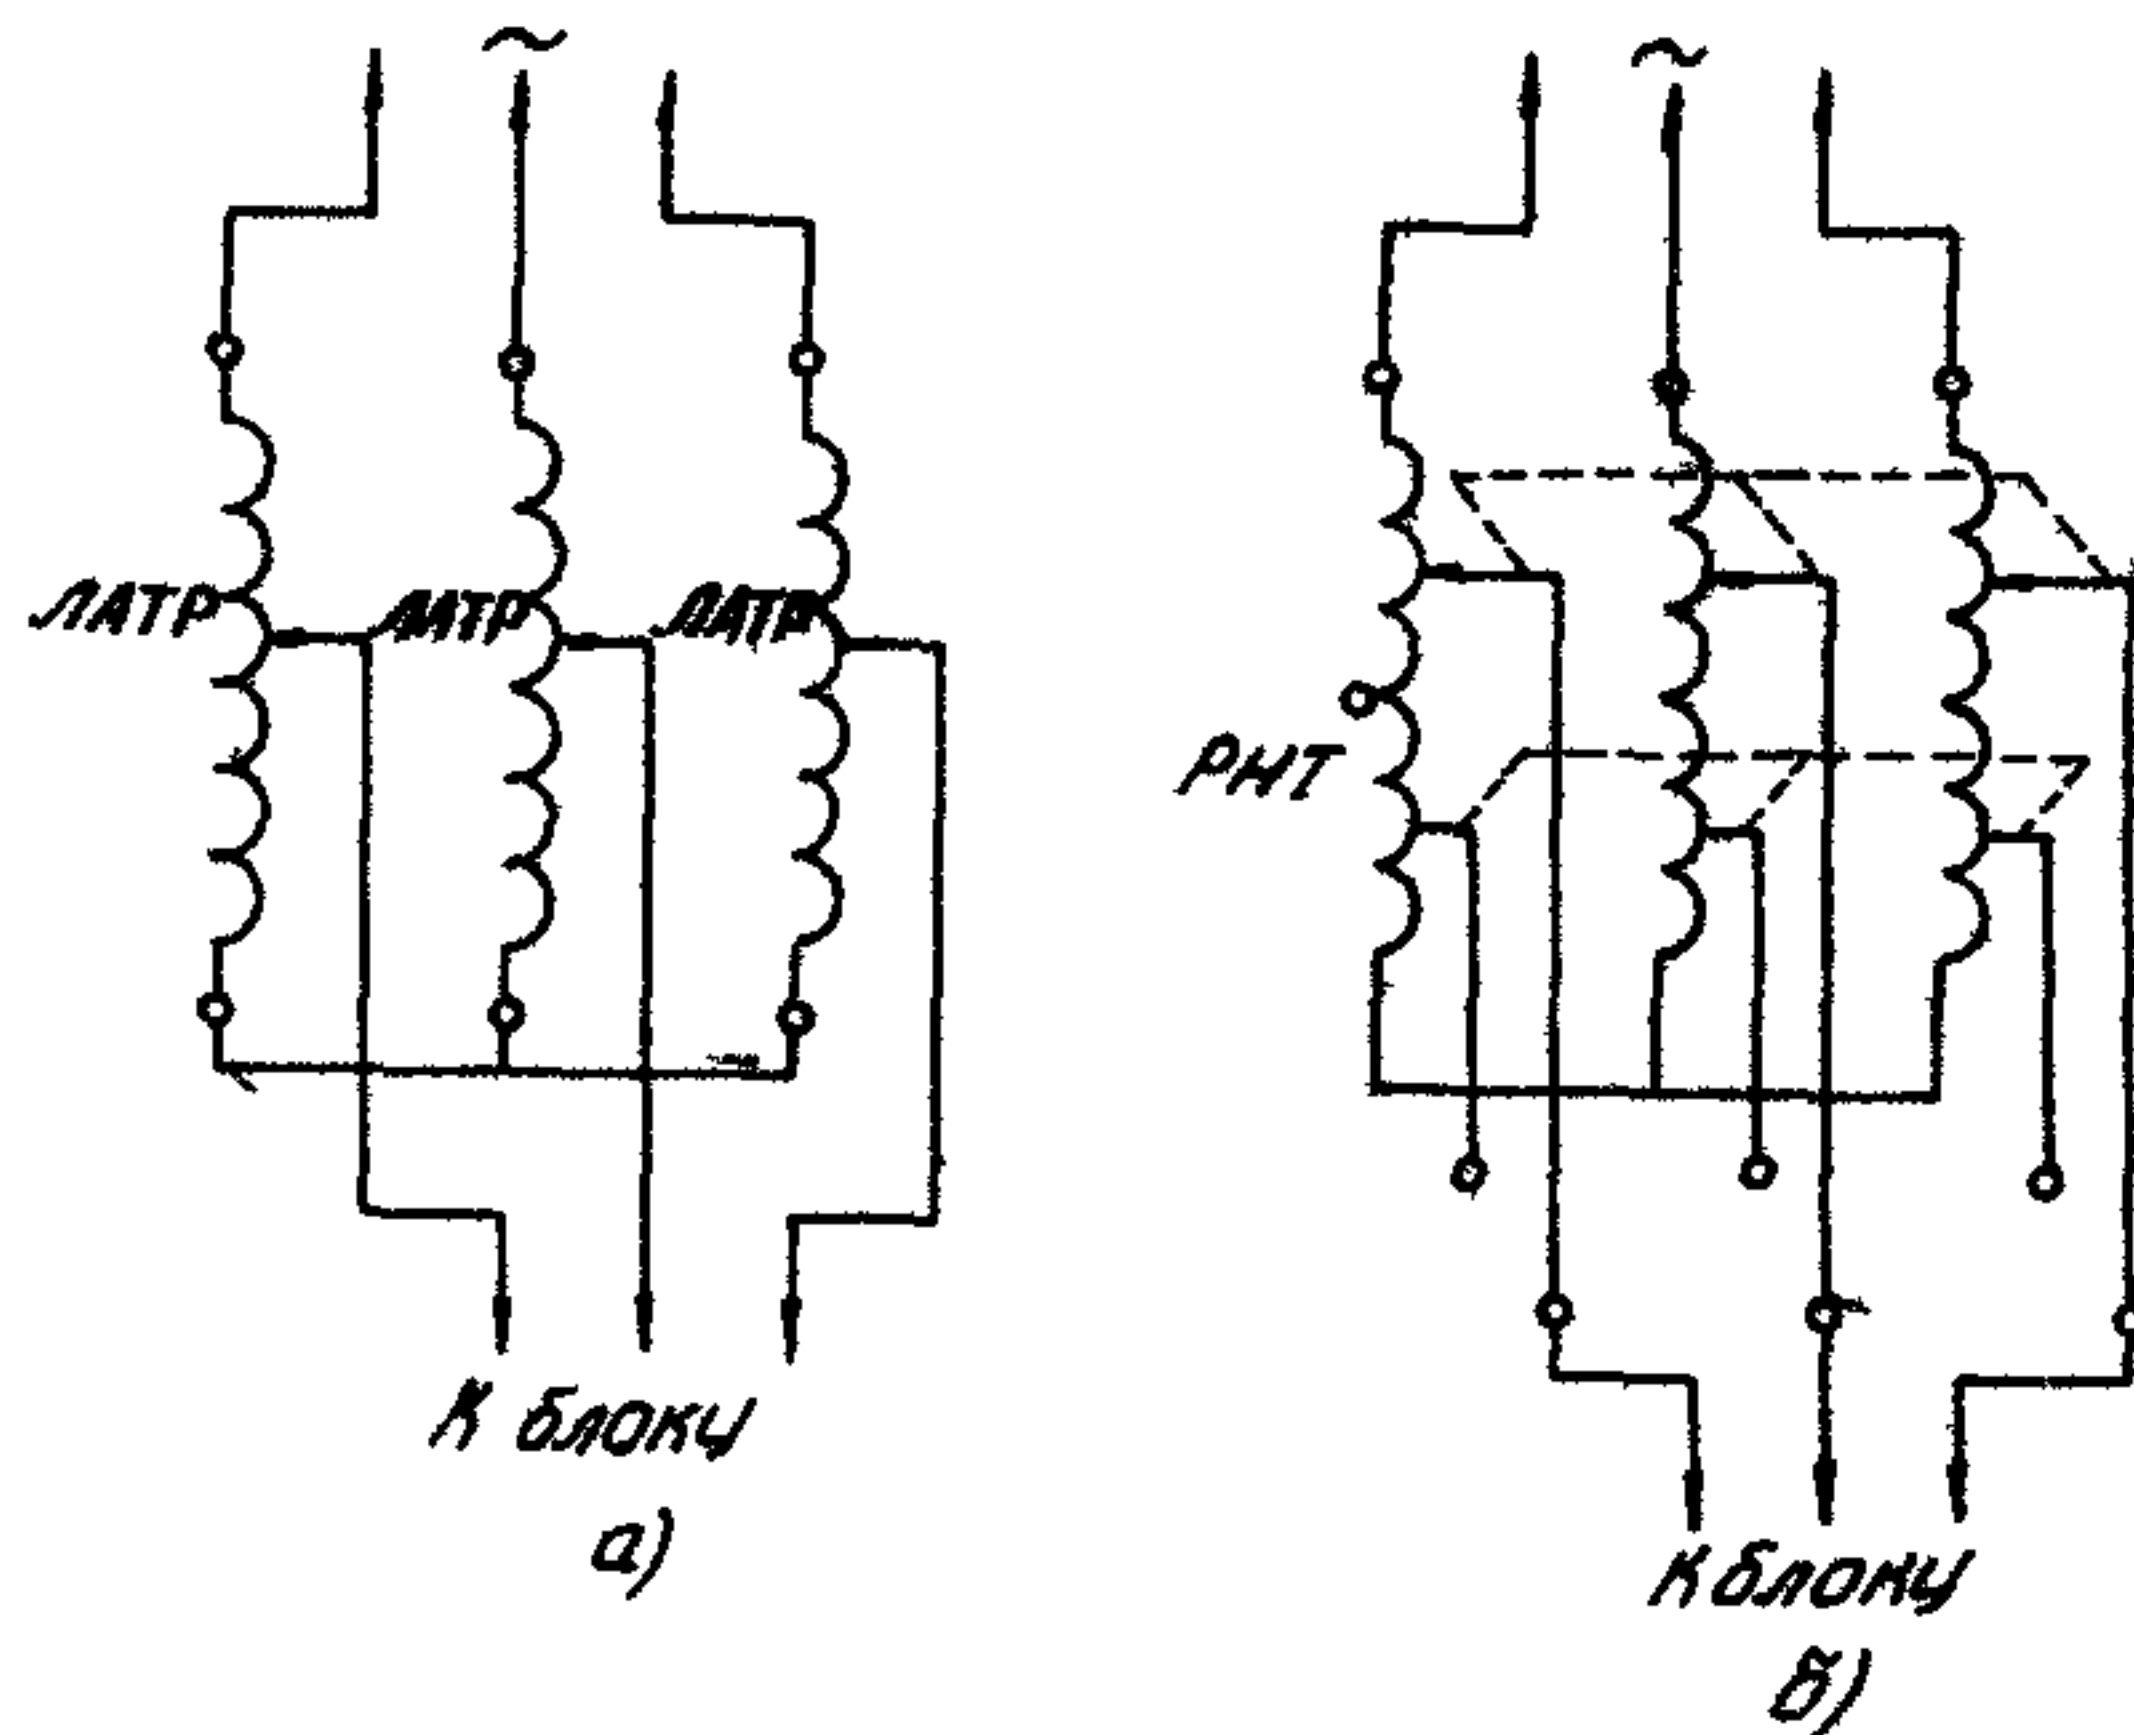 ~
~
ЛАТР ЛАТР ЛАТР
РНТ
К блоку
К блоку
а)
б)